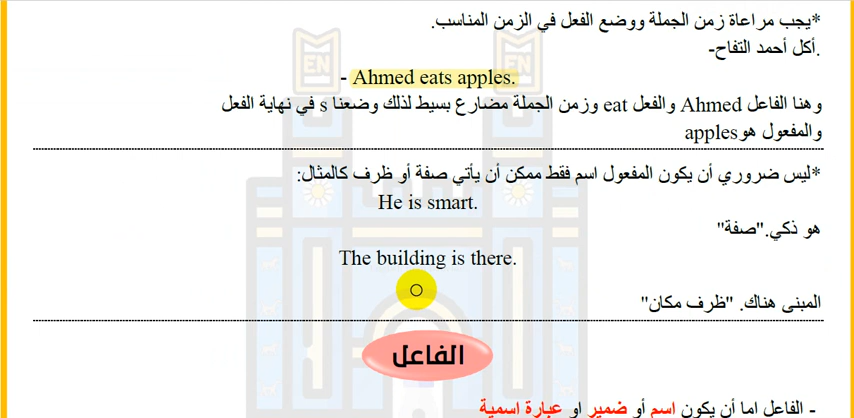 *يجب مراعاة زمن الجملة ووضع الفعل في الزمن المناسب.
.أكل أحمد التفاح-
- Ahmed eats apples.
وهنا الفاعل Ahmed والفعل eat وزمن الجملة مضارع بسيط لذلك وضعنا s في نهاية الفعل
والمفعول هوapples
*ليس ضروري أن يكون المفعول اسم فقط ممكن أن يأتي صفة أو ظرف كالمثال:
He is smart.
هو ذكي."صفة"
The building is there.
المبنى هناك. "ظرف مكان"
الفاعل
- الفاعل اما أن يكون اسم أو ضمير او عبارة اسمية
EN
EN